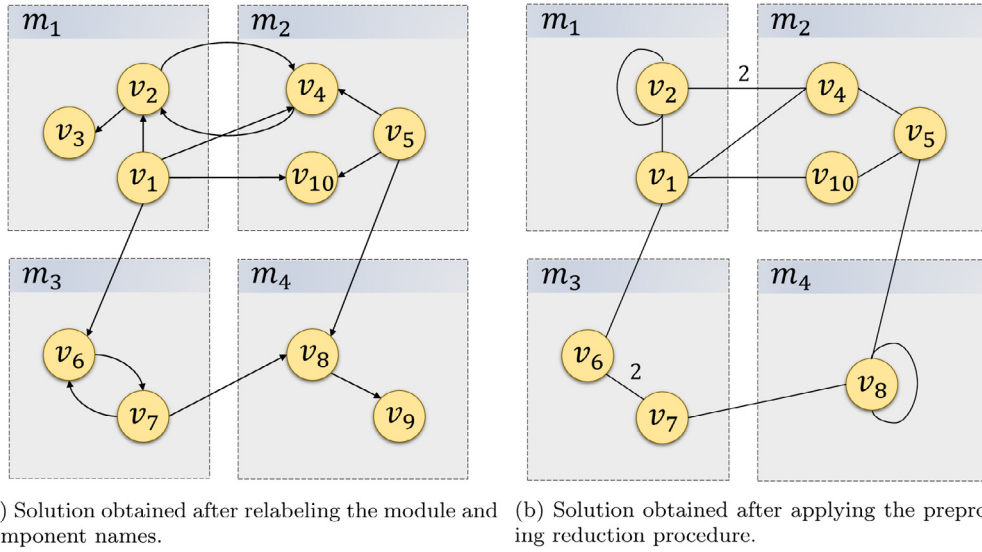 m₁ m₂ m₁ m₂
v₂ v₄ v₂ 2 v₄
v₃ v₅ v₅
v₁ v₁₀ v₁ v₁₀
m₃ m₄ m₃ m₄
v₆ v₈ v₆ 2 v₈
v₇ v₉ v₇
) Solution obtained after relabeling the module and
mponent names.
(b) Solution obtained after applying the prepro
ing reduction procedure.